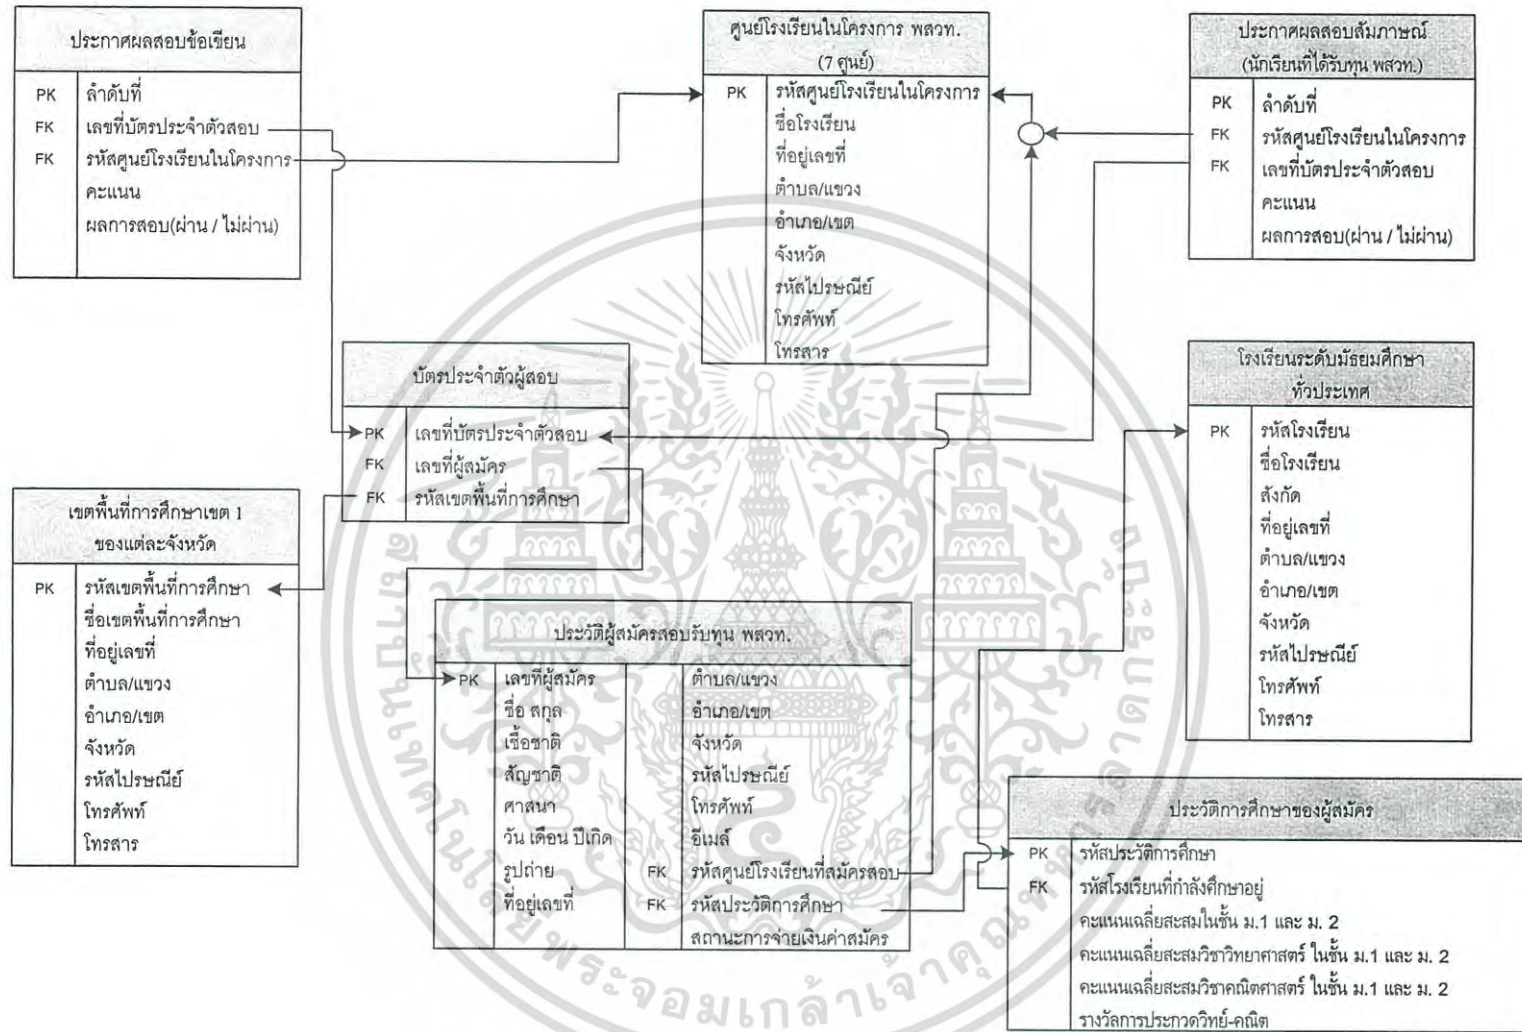 ประกาศผลสอบข้อเขียน
PK ลำดับที่
FK เลขที่บัตรประจำตัวสอบ
FK รหัสศูนย์โรงเรียนในโครงการ
คะแนน
ผลการสอบ(ผ่าน / ไม่ผ่าน)
ศูนย์โรงเรียนในโครงการ พสวท.
(7 ศูนย์)
PK รหัสศูนย์โรงเรียนในโครงการ
ชื่อโรงเรียน
ที่อยู่เลขที่
ตำบล/แขวง
อำเภอ/เขต
จังหวัด
รหัสไปรษณีย์
โทรศัพท์
โทรสาร
ประกาศผลสอบสัมภาษณ์
(นักเรียนที่ได้รับทุน พสวท.)
PK ลำดับที่
FK รหัสศูนย์โรงเรียนในโครงการ
FK เลขที่บัตรประจำตัวสอบ
คะแนน
ผลการสอบ(ผ่าน / ไม่ผ่าน)
บัตรประจำตัวผู้สอบ
PK เลขที่บัตรประจำตัวสอบ
FK เลขที่ผู้สมัคร
FK รหัสเขตพื้นที่การศึกษา
โรงเรียนระดับมัธยมศึกษา
ทั่วประเทศ
PK รหัสโรงเรียน
ชื่อโรงเรียน
สังกัด
ที่อยู่เลขที่
ตำบล/แขวง
อำเภอ/เขต
จังหวัด
รหัสไปรษณีย์
โทรศัพท์
โทรสาร
เขตพื้นที่การศึกษาเขต 1
ของแต่ละจังหวัด
PK รหัสเขตพื้นที่การศึกษา
ชื่อเขตพื้นที่การศึกษา
ที่อยู่เลขที่
ตำบล/แขวง
อำเภอ/เขต
จังหวัด
รหัสไปรษณีย์
โทรศัพท์
โทรสาร
ประวัติผู้สมัครสอบรับทุน พสวท.
PK เลขที่ผู้สมัคร ตำบล/แขวง
ชื่อ สกุล อำเภอ/เขต
เชื้อชาติ จังหวัด
สัญชาติ รหัสไปรษณีย์
ศาสนา โทรศัพท์
วัน เดือน ปีเกิด อีเมล์
รูปถ่าย FK รหัสศูนย์โรงเรียนที่สมัครสอบ
ที่อยู่เลขที่ FK รหัสประวัติการศึกษา
สถานะการจ่ายเงินค่าสมัคร
ประวัติการศึกษาของผู้สมัคร
PK รหัสประวัติการศึกษา
FK รหัสโรงเรียนที่กำลังศึกษาอยู่
คะแนนเฉลี่ยสะสมในชั้น ม.1 และ ม. 2
คะแนนเฉลี่ยสะสมวิชาวิทยาศาสตร์ ในชั้น ม.1 และ ม. 2
คะแนนเฉลี่ยสะสมวิชาคณิตศาสตร์ ในชั้น ม.1 และ ม. 2
รางวัลการประกวดวิทย์-คณิต
สถาบันเทคโนโลยีพระจอมเกล้าเจ้าคุณทหารลาดกระบัง